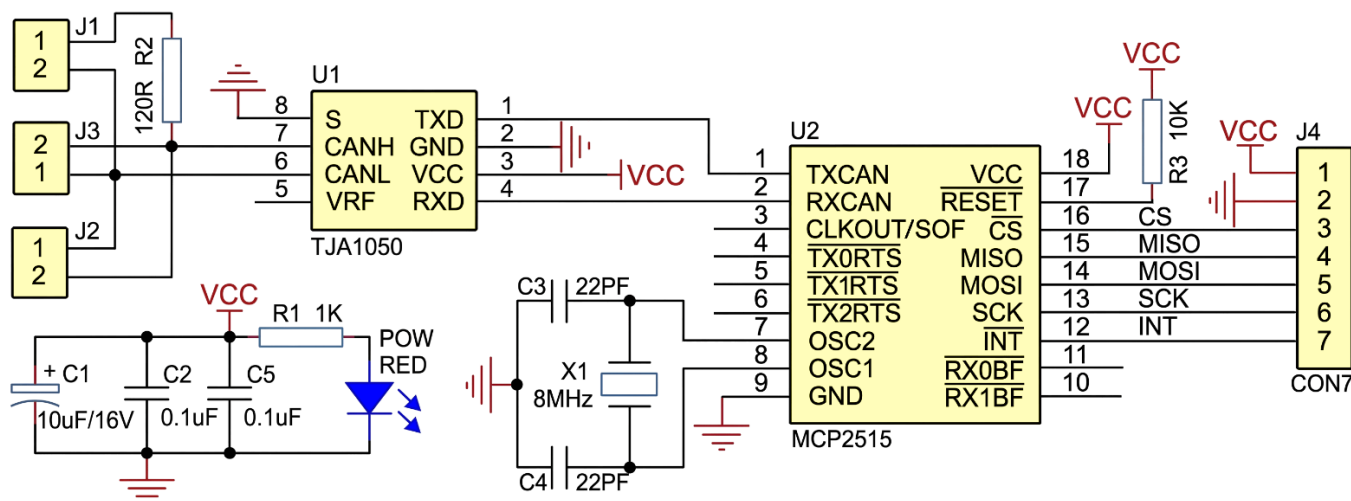 J1
1
2
R2
120R
J3
2
1
J2
1
2
U1
8 S TXD 1
7 CANH GND 2
6 CANL VCC 3
5 VRF RXD 4
TJA1050
VCC
U2
1 TXCAN VCC 18
2 RXCAN RESET 17
3 CLKOUT/SOF CS 16
4 TX0RTS MISO 15
5 TX1RTS MOSI 14
6 TX2RTS SCK 13
7 OSC2 INT 12
8 OSC1 RX0BF 11
9 GND RX1BF 10
MCP2515
VCC
VCC
R3 10K
CS
MISO
MOSI
SCK
INT
VCC
J4
1
2
3
4
5
6
7
CON7
VCC
R1 1K
POW
RED
+ C1
10uF/16V
C2
0.1uF
C5
0.1uF
C3 22PF
X1
8MHz
C4 22PF